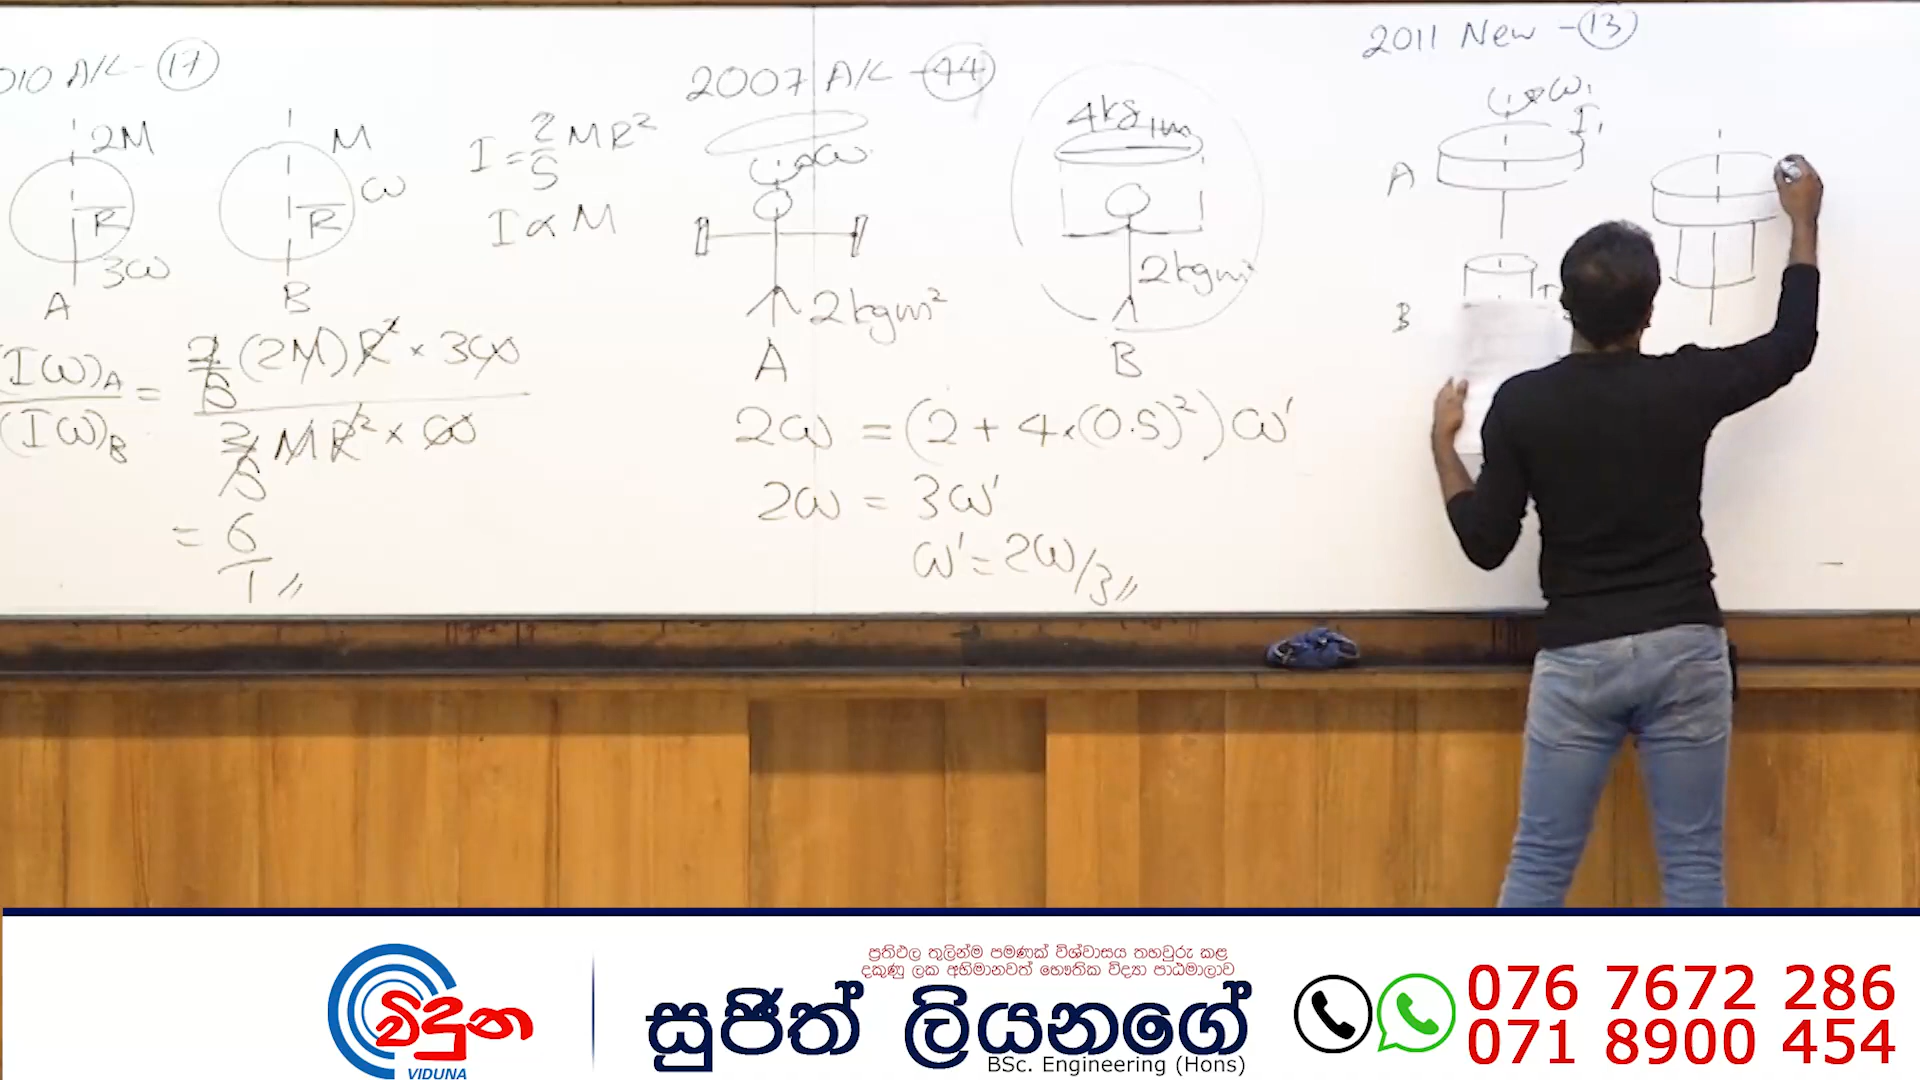 010 A/L - 17
2M
R
3ω
A
M
ω
R
B
I = 2/5 MR²
I ∝ M
(Iω)A / (Iω)B = 2/5 (2M) R² × 3ω / 2/5 MR² × ω
= 6/1 //
2007 A/L - 44
ω
2kgm²
A
4kg 1m
2kgm²
B
2ω = (2 + 4×(0.5)²) ω'
2ω = 3ω'
ω' = 2ω/3 //
2011 New - 13
ω₁
I₁
A
B
විදුන
VIDUNA
ප්‍රතිඵල තුලින්ම පමණක් විශ්වාසය තහවුරු කළ
දකුණු ලක අභිමානවත් භෞතික විද්‍යා පාඨමාලාව
සුජිත් ලියනගේ
BSc. Engineering (Hons)
076 7672 286
071 8900 454